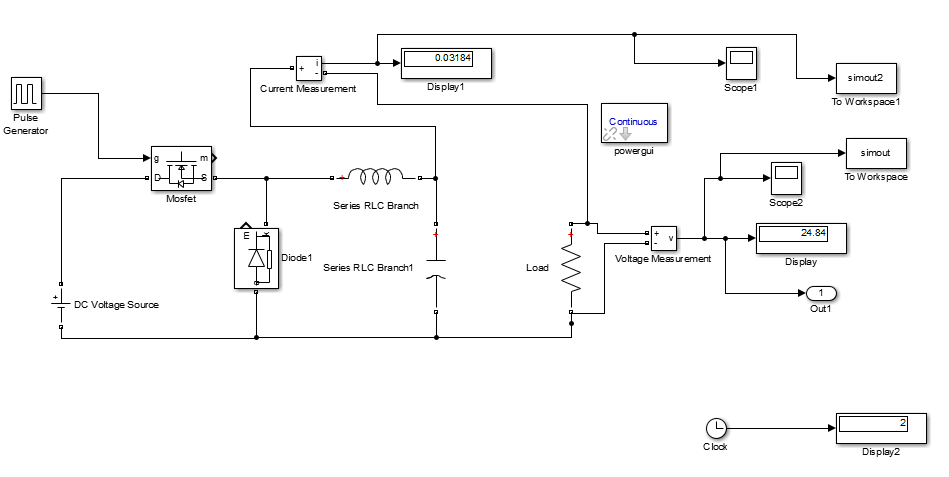 i
+
-
Current Measurement
0.03184
Display1
Scope1
simout2
To Workspace1
Pulse
Generator
Continuous
powergui
simout
To Workspace
g
m
D
S
Mosfet
Scope2
Series RLC Branch
m
k
a
Diode1
Series RLC Branch1
+
Load
+
+
-
v
Voltage Measurement
24.84
Display
1
Out1
+
DC Voltage Source
Clock
2
Display2